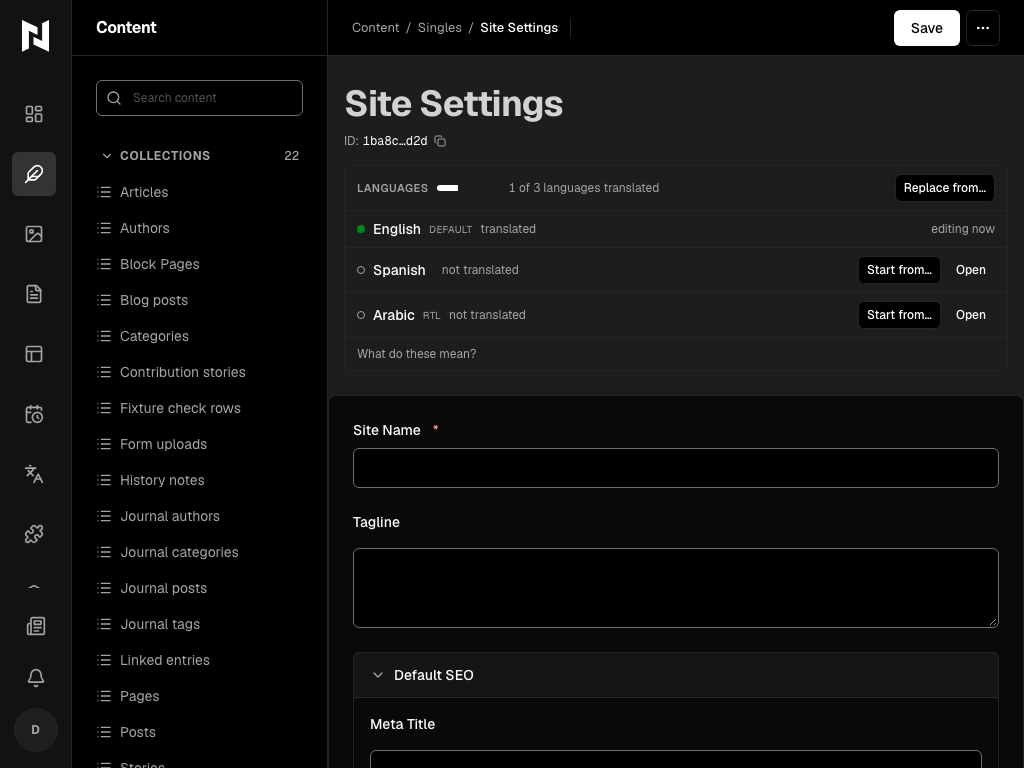 Content
Content / Singles / Site Settings
Save
Search content
COLLECTIONS 22
Articles
Authors
Block Pages
Blog posts
Categories
Contribution stories
Fixture check rows
Form uploads
History notes
Journal authors
Journal categories
Journal posts
Journal tags
Linked entries
Pages
Posts
Stories
D
Site Settings
ID: 1ba8c…d2d
LANGUAGES 1 of 3 languages translated Replace from…
English DEFAULT translated editing now
Spanish not translated Start from… Open
Arabic RTL not translated Start from… Open
What do these mean?
Site Name *
Tagline
Default SEO
Meta Title